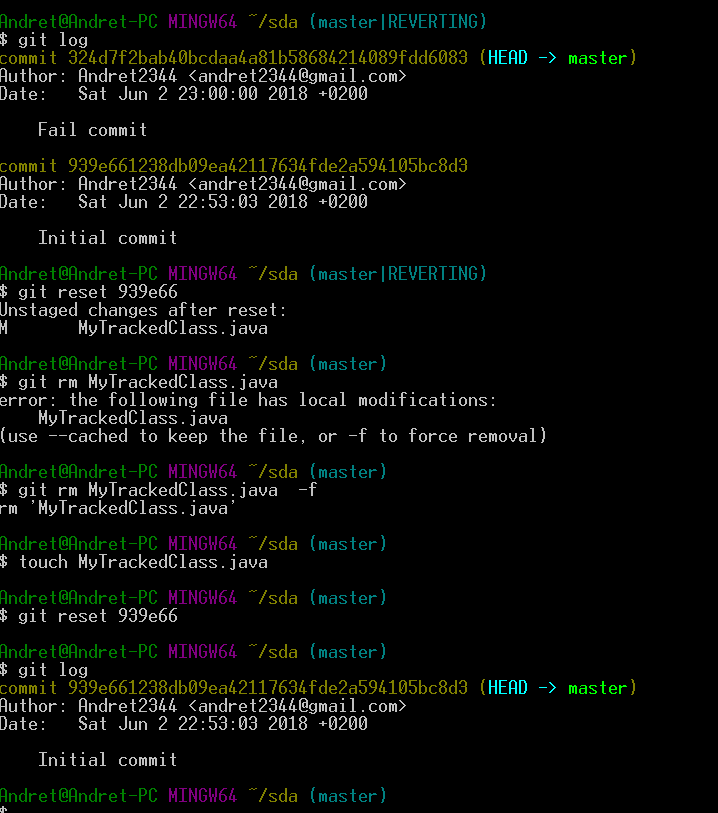 Andret@Andret-PC MINGW64 ~/sda (master|REVERTING)
$ git log
commit 324d7f2bab40bcdaa4a81b58684214089fdd6083 (HEAD -> master)
Author: Andret2344 <andret2344@gmail.com>
Date:   Sat Jun 2 23:00:00 2018 +0200
    Fail commit
commit 939e661238db09ea42117634fde2a594105bc8d3
Author: Andret2344 <andret2344@gmail.com>
Date:   Sat Jun 2 22:53:03 2018 +0200
    Initial commit
Andret@Andret-PC MINGW64 ~/sda (master|REVERTING)
$ git reset 939e66
Unstaged changes after reset:
M       MyTrackedClass.java
Andret@Andret-PC MINGW64 ~/sda (master)
$ git rm MyTrackedClass.java
error: the following file has local modifications:
    MyTrackedClass.java
(use --cached to keep the file, or -f to force removal)
Andret@Andret-PC MINGW64 ~/sda (master)
$ git rm MyTrackedClass.java  -f
rm 'MyTrackedClass.java'
Andret@Andret-PC MINGW64 ~/sda (master)
$ touch MyTrackedClass.java
Andret@Andret-PC MINGW64 ~/sda (master)
$ git reset 939e66
Andret@Andret-PC MINGW64 ~/sda (master)
$ git log
commit 939e661238db09ea42117634fde2a594105bc8d3 (HEAD -> master)
Author: Andret2344 <andret2344@gmail.com>
Date:   Sat Jun 2 22:53:03 2018 +0200
    Initial commit
Andret@Andret-PC MINGW64 ~/sda (master)
$